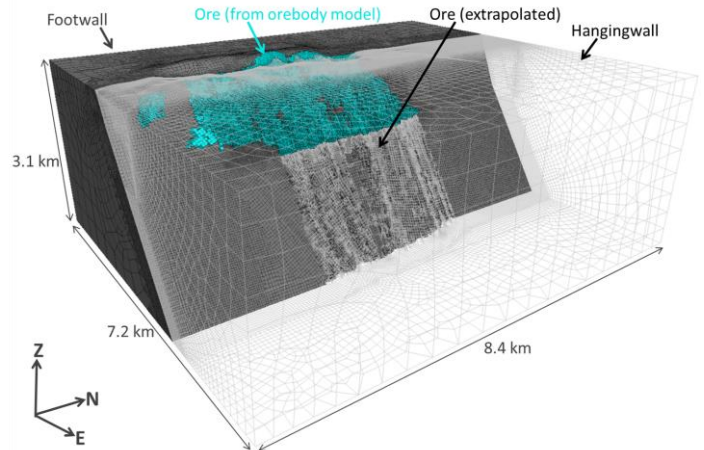 Footwall
Ore (from orebody model)
Ore (extrapolated)
Hangingwall
3.1 km
7.2 km
8.4 km
Z
N
E